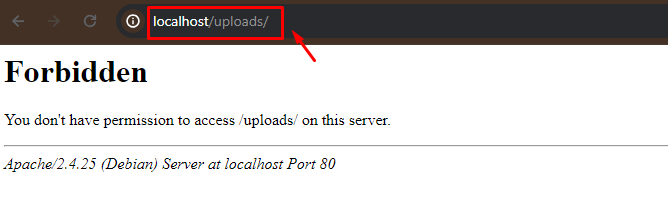 localhost/uploads/
Forbidden
You don't have permission to access /uploads/ on this server.
Apache/2.4.25 (Debian) Server at localhost Port 80